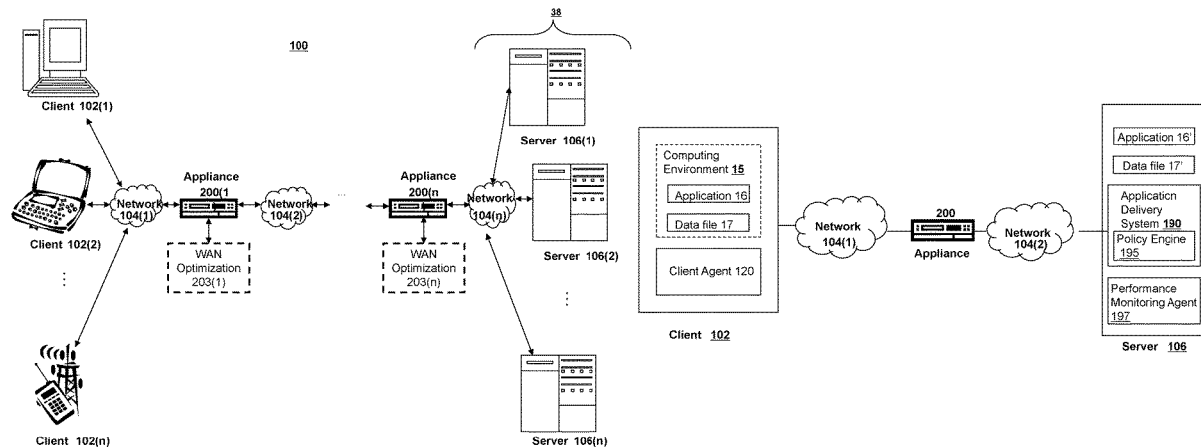 38
100
Client 102(1)
Server 106(1)
Appliance
200(1
Network
104(1)
Network
104(2)
...
Appliance
200(n
Network
104(n)
Client 102(2)
WAN
Optimization
203(1)
WAN
Optimization
203(n)
Server 106(2)
Client 102(n)
Server 106(n)
Computing
Environment 15
Application 16
Data file 17
Client Agent 120
Client 102
Network
104(1)
200
Appliance
Network
104(2)
Application 16'
Data file 17'
Application
Delivery
System 190
Policy Engine
195
Performance
Monitoring Agent
197
Server 106